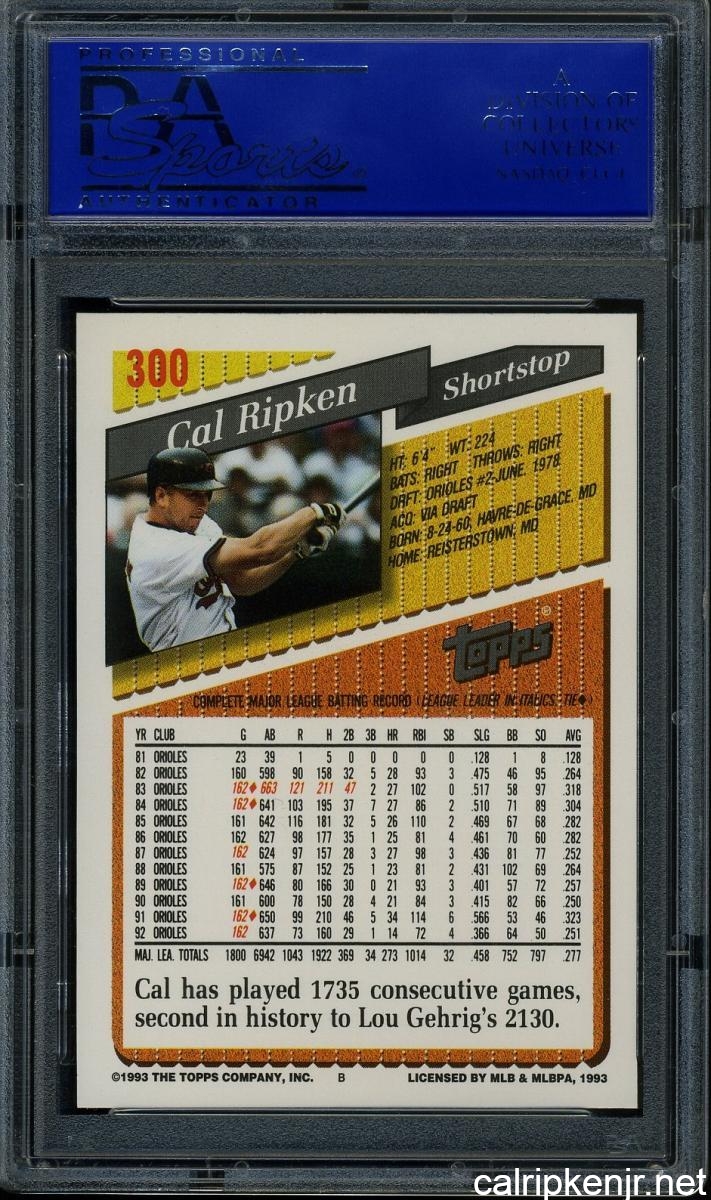 PROFESSIONAL
PSA
Sports®
AUTHENTICATOR
A
DIVISION OF
COLLECTORS
UNIVERSE
NASDAQ: CLCT
300
Cal Ripken
Shortstop
HT: 6'4" WT: 224
BATS: RIGHT THROWS: RIGHT
DRFT: ORIOLES #2-JUNE, 1978
ACQ: VIA DRAFT
BORN: 8-24-60, HAVRE-DE-GRACE, MD
HOME: REISTERSTOWN, MD
topps®
COMPLETE MAJOR LEAGUE BATTING RECORD (LEAGUE LEADER IN ITALICS, TIE♦)
YR CLUB G AB R H 2B 3B HR RBI SB SLG BB SO AVG
81 ORIOLES 23 39 1 5 0 0 0 0 0 .128 1 8 .128
82 ORIOLES 160 598 90 158 32 5 28 93 3 .475 46 95 .264
83 ORIOLES 162♦ 663 121 211 47 2 27 102 0 .517 58 97 .318
84 ORIOLES 162♦ 641 103 195 37 7 27 86 2 .510 71 89 .304
85 ORIOLES 161 642 116 181 32 5 26 110 2 .469 67 68 .282
86 ORIOLES 162 627 98 177 35 1 25 81 4 .461 70 60 .282
87 ORIOLES 162 624 97 157 28 3 27 98 3 .436 81 77 .252
88 ORIOLES 161 575 87 152 25 1 23 81 2 .431 102 69 .264
89 ORIOLES 162♦ 646 80 166 30 0 21 93 3 .401 57 72 .257
90 ORIOLES 161 600 78 150 28 4 21 84 3 .415 82 66 .250
91 ORIOLES 162♦ 650 99 210 46 5 34 114 6 .566 53 46 .323
92 ORIOLES 162 637 73 160 29 1 14 72 4 .366 64 50 .251
MAJ. LEA. TOTALS 1800 6942 1043 1922 369 34 273 1014 32 .458 752 797 .277
Cal has played 1735 consecutive games,
second in history to Lou Gehrig's 2130.
©1993 THE TOPPS COMPANY, INC. B LICENSED BY MLB & MLBPA, 1993
PSA
calripkenjr.net